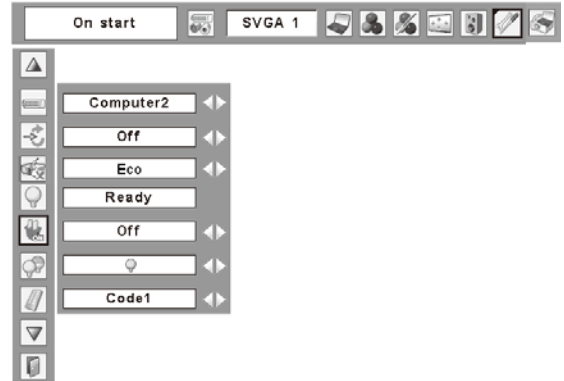 On start
SVGA 1
Computer2
Off
Eco
Ready
Off
Code1